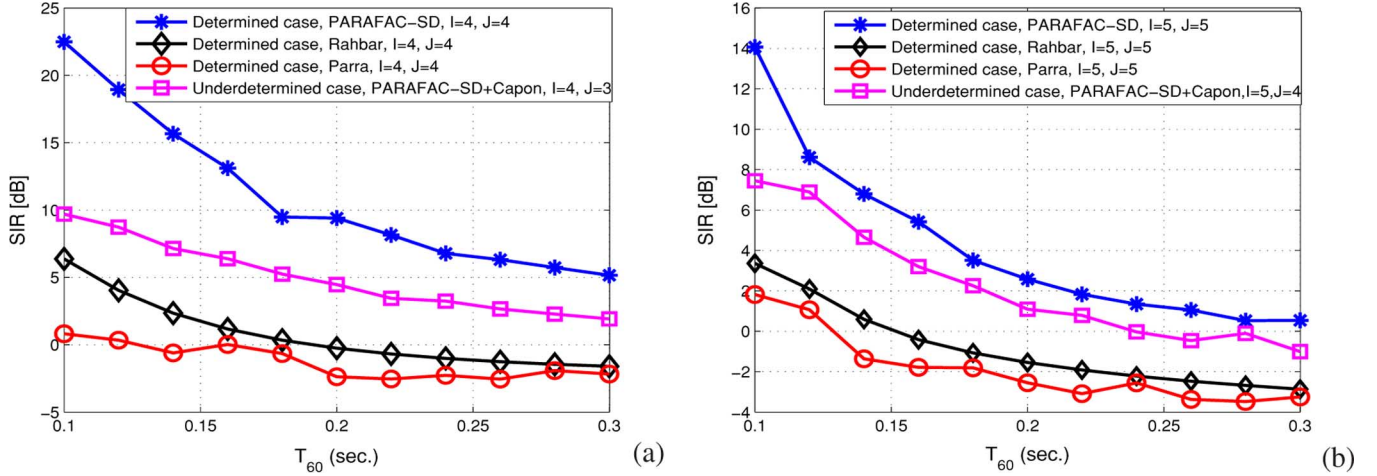 25
20
15
10
5
0
−5
SIR [dB]
Determined case, PARAFAC−SD, I=4, J=4
Determined case, Rahbar, I=4, J=4
Determined case, Parra, I=4, J=4
Underdetermined case, PARAFAC−SD+Capon, I=4, J=3
0.1 0.15 0.2 0.25 0.3
T60 (sec.)
(a)
16
14
12
10
8
6
4
2
0
−2
−4
SIR [dB]
Determined case, PARAFAC−SD, I=5, J=5
Determined case, Rahbar, I=5, J=5
Determined case, Parra, I=5, J=5
Underdetermined case, PARAFAC−SD+Capon,I=5,J=4
0.1 0.15 0.2 0.25 0.3
T60 (sec.)
(b)